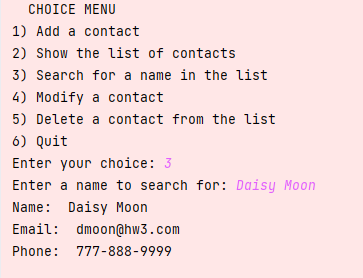 CHOICE MENU
1) Add a contact
2) Show the list of contacts
3) Search for a name in the list
4) Modify a contact
5) Delete a contact from the list
6) Quit
Enter your choice: 3
Enter a name to search for: Daisy Moon
Name:  Daisy Moon
Email:  dmoon@hw3.com
Phone:  777-888-9999